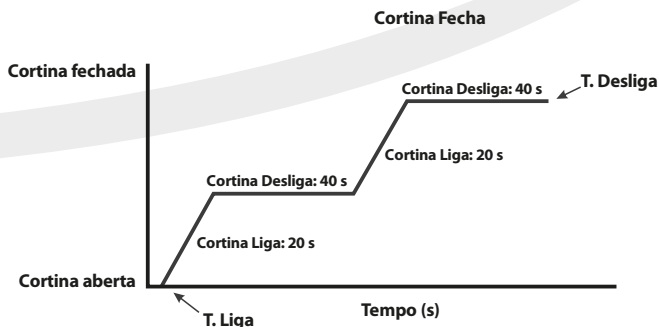 Cortina Fecha
Cortina fechada
T. Desliga
Cortina Desliga: 40 s
Cortina Liga: 20 s
Cortina Desliga: 40 s
Cortina Liga: 20 s
Cortina aberta
Tempo (s)
T. Liga